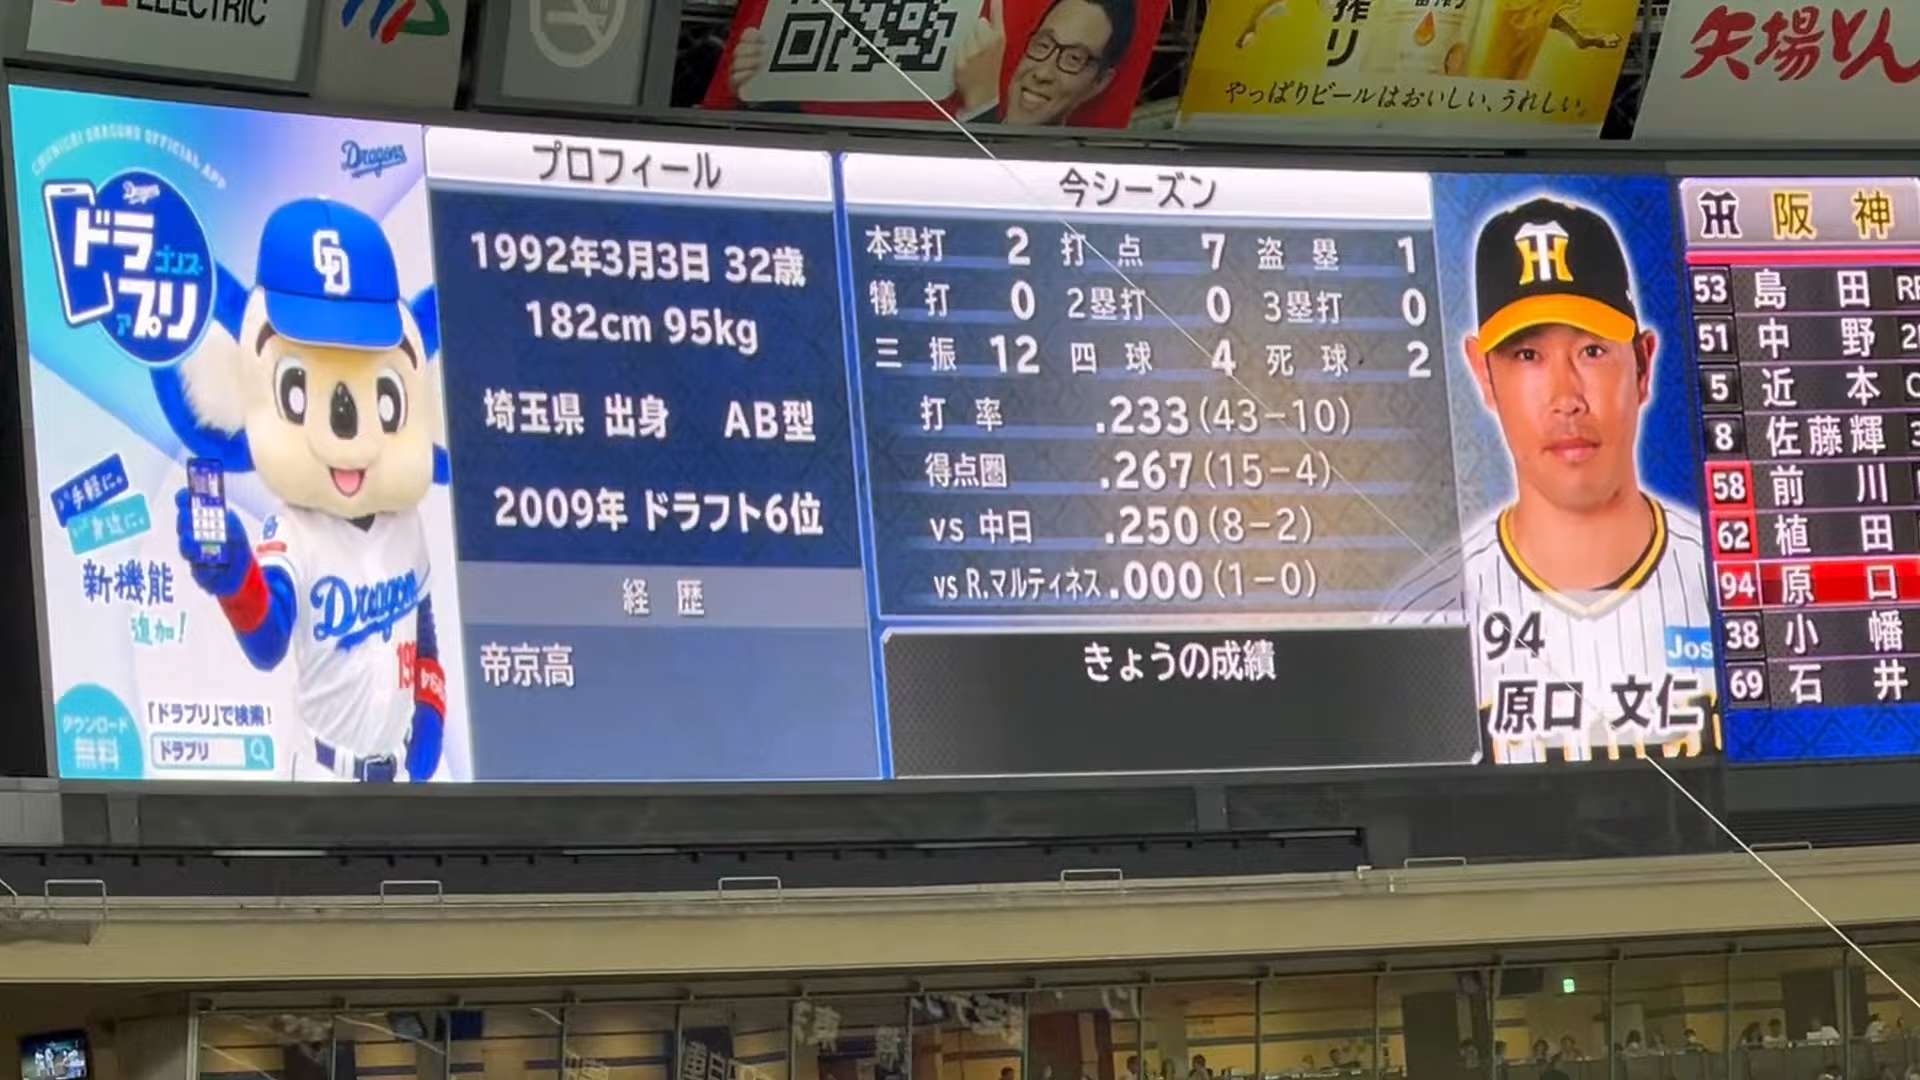 ELECTRIC
搾り
やっぱりビールはおいしい、うれしい。
矢場とん
CHUNICHI DRAGONS OFFICIAL APP
Dragons
Dragons
ドラゴンズ
アプリ
CD
手軽に。
身近に。
新機能
追加!
Dragons
ダウンロード
無料
「ドラプリ」で検索!
ドラプリ
プロフィール
1992年3月3日 32歳
182cm 95kg
埼玉県 出身 AB型
2009年 ドラフト6位
経歴
帝京高
今シーズン
本塁打 2 打点 7 盗塁 1
犠打 0 2塁打 0 3塁打 0
三振 12 四球 4 死球 2
打率 .233(43-10)
得点圏 .267(15-4)
vs 中日 .250(8-2)
vs R.マルティネス .000(1-0)
きょうの成績
94
原口 文仁
Jos
阪神
53 島田 RF
51 中野 2
5 近本 C
8 佐藤輝 3
58 前川
62 植田
94 原口
38 小幡
69 石井